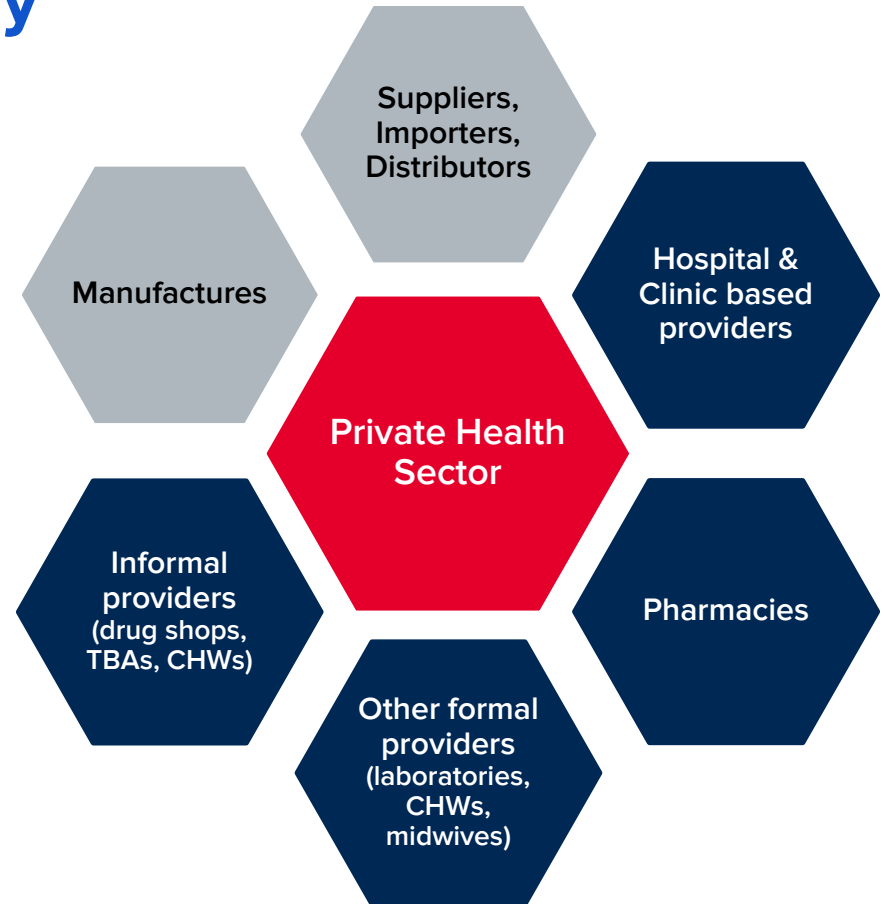 y
Suppliers,
Importers,
Distributors
Manufactures
Hospital &
Clinic based
providers
Private Health
Sector
Informal
providers
(drug shops,
TBAs, CHWs)
Pharmacies
Other formal
providers
(laboratories,
CHWs,
midwives)